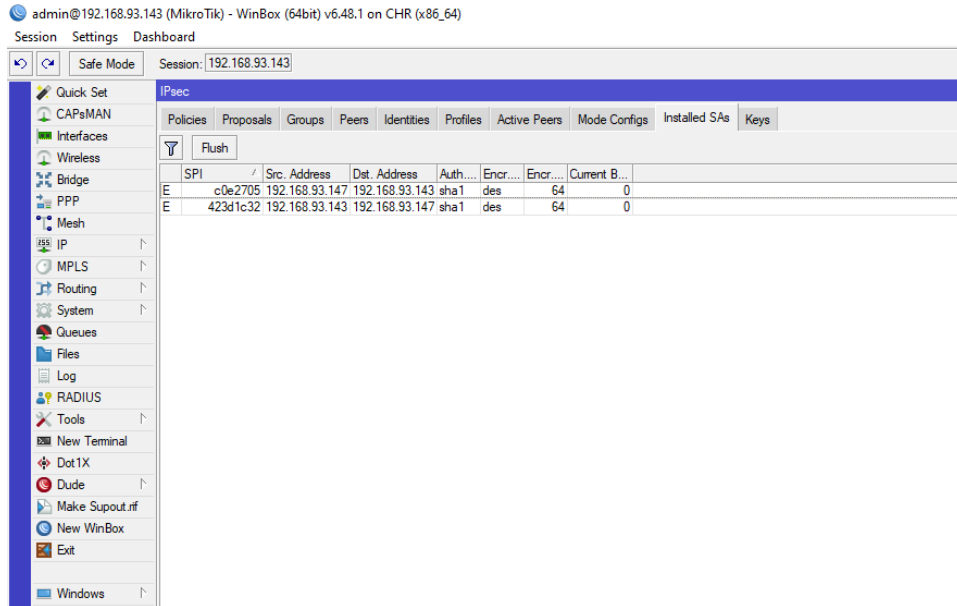 admin@192.168.93.143 (MikroTik) - WinBox (64bit) v6.48.1 on CHR (x86_64)
Session Settings Dashboard
Safe Mode Session: 192.168.93.143
Quick Set
CAPsMAN
Interfaces
Wireless
Bridge
PPP
Mesh
255 IP
MPLS
Routing
System
Queues
Files
Log
RADIUS
Tools
New Terminal
Dot1X
Dude
Make Supout.rif
New WinBox
Exit
Windows
IPsec
Policies Proposals Groups Peers Identities Profiles Active Peers Mode Configs Installed SAs Keys
Flush
SPI / Src. Address Dst. Address Auth.... Encr.... Encr.... Current B...
E c0e2705 192.168.93.147 192.168.93.143 sha1 des 64 0
E 423d1c32 192.168.93.143 192.168.93.147 sha1 des 64 0